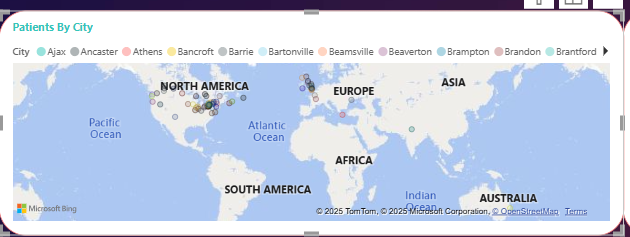 Patients By City
City Ajax Ancaster Athens Bancroft Barrie Bartonville Beamsville Beaverton Brampton Brandon Brantford
NORTH AMERICA
EUROPE
ASIA
Pacific
Ocean
Atlantic
Ocean
AFRICA
SOUTH AMERICA
Indian
Ocean
AUSTRALIA
Microsoft Bing
© 2025 TomTom, © 2025 Microsoft Corporation, © OpenStreetMap Terms